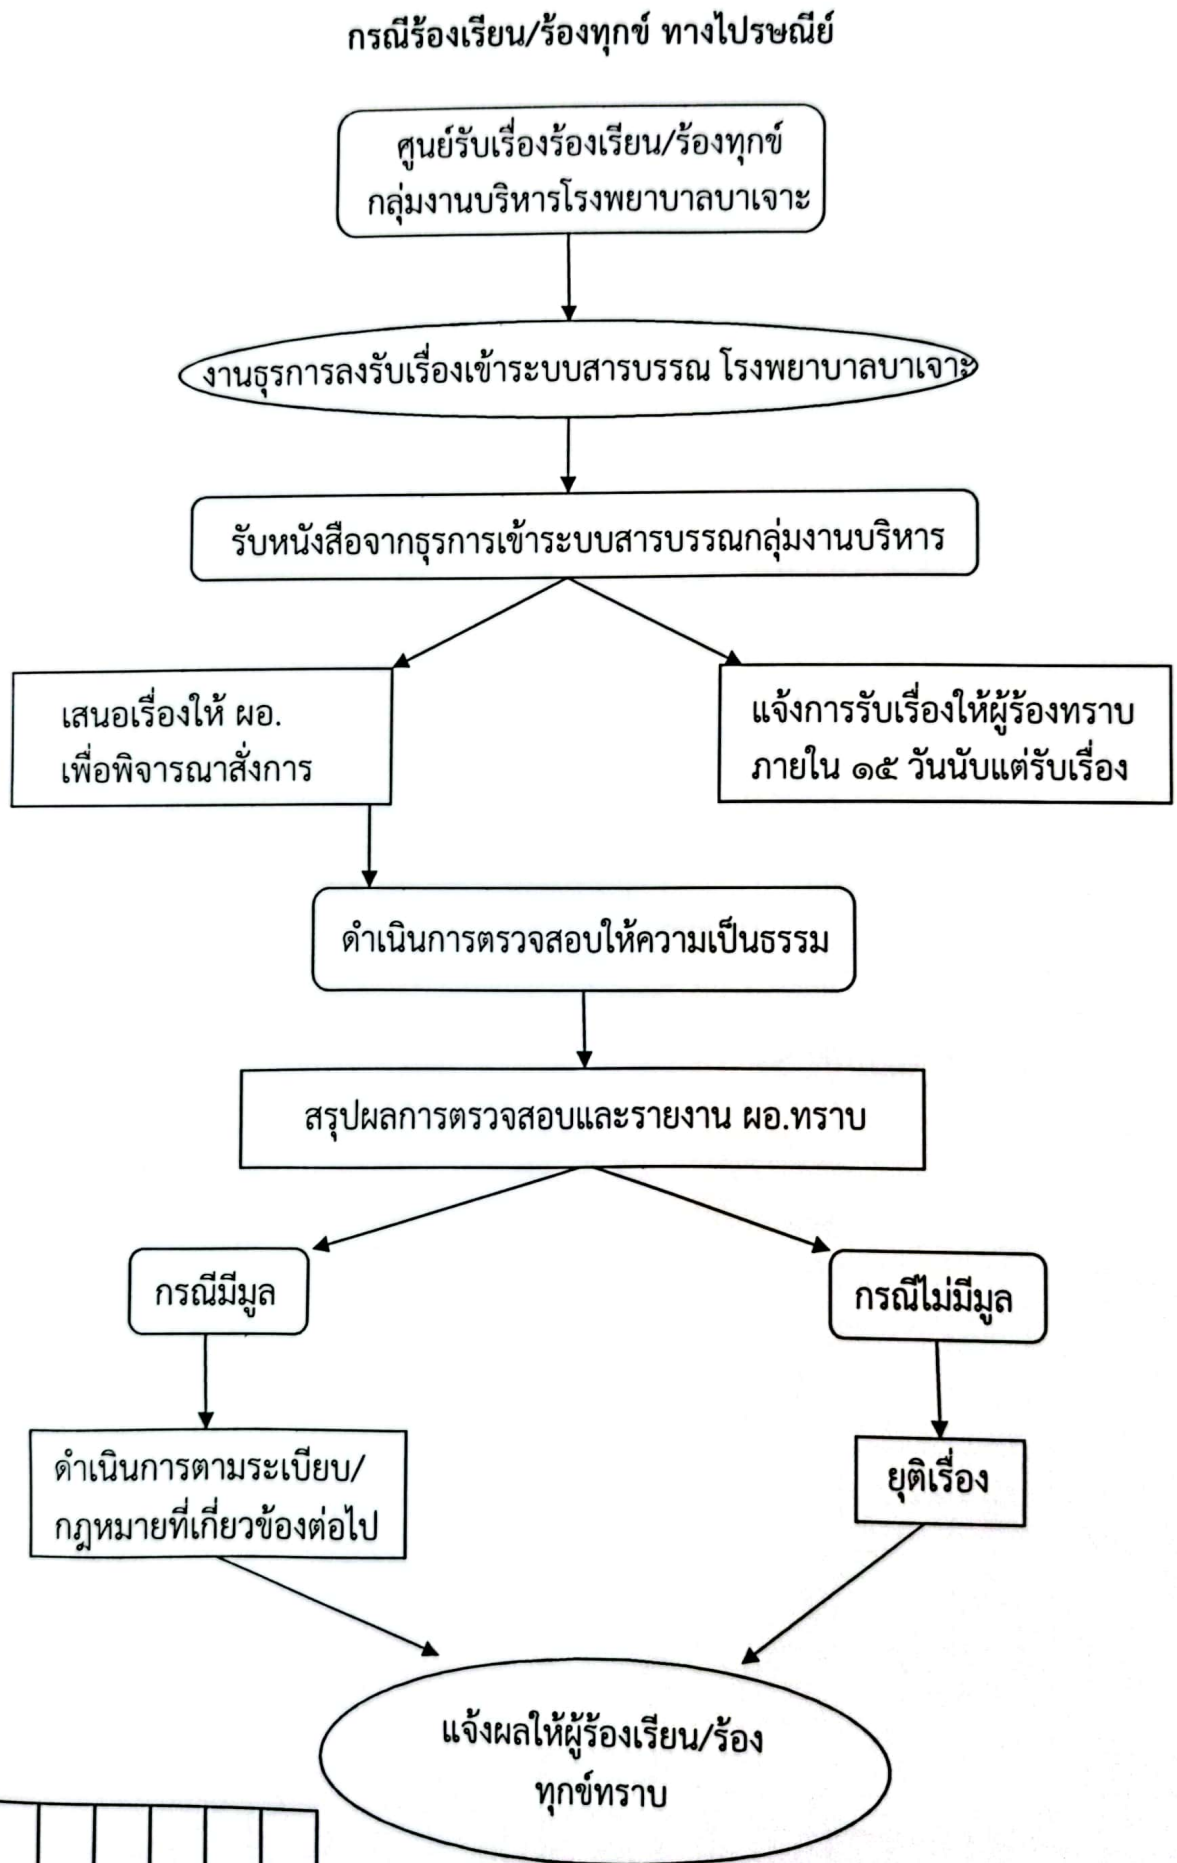 กรณีร้องเรียน/ร้องทุกข์ ทางไปรษณีย์
ศูนย์รับเรื่องร้องเรียน/ร้องทุกข์
กลุ่มงานบริหารโรงพยาบาลบาเจาะ
งานธุรการลงรับเรื่องเข้าระบบสารบรรณ โรงพยาบาลบาเจาะ
รับหนังสือจากธุรการเข้าระบบสารบรรณกลุ่มงานบริหาร
เสนอเรื่องให้ ผอ.
เพื่อพิจารณาสั่งการ
แจ้งการรับเรื่องให้ผู้ร้องทราบ
ภายใน ๑๕ วันนับแต่รับเรื่อง
ดำเนินการตรวจสอบให้ความเป็นธรรม
สรุปผลการตรวจสอบและรายงาน ผอ.ทราบ
กรณีมีมูล
กรณีไม่มีมูล
ดำเนินการตามระเบียบ/
กฎหมายที่เกี่ยวข้องต่อไป
ยุติเรื่อง
แจ้งผลให้ผู้ร้องเรียน/ร้อง
ทุกข์ทราบ